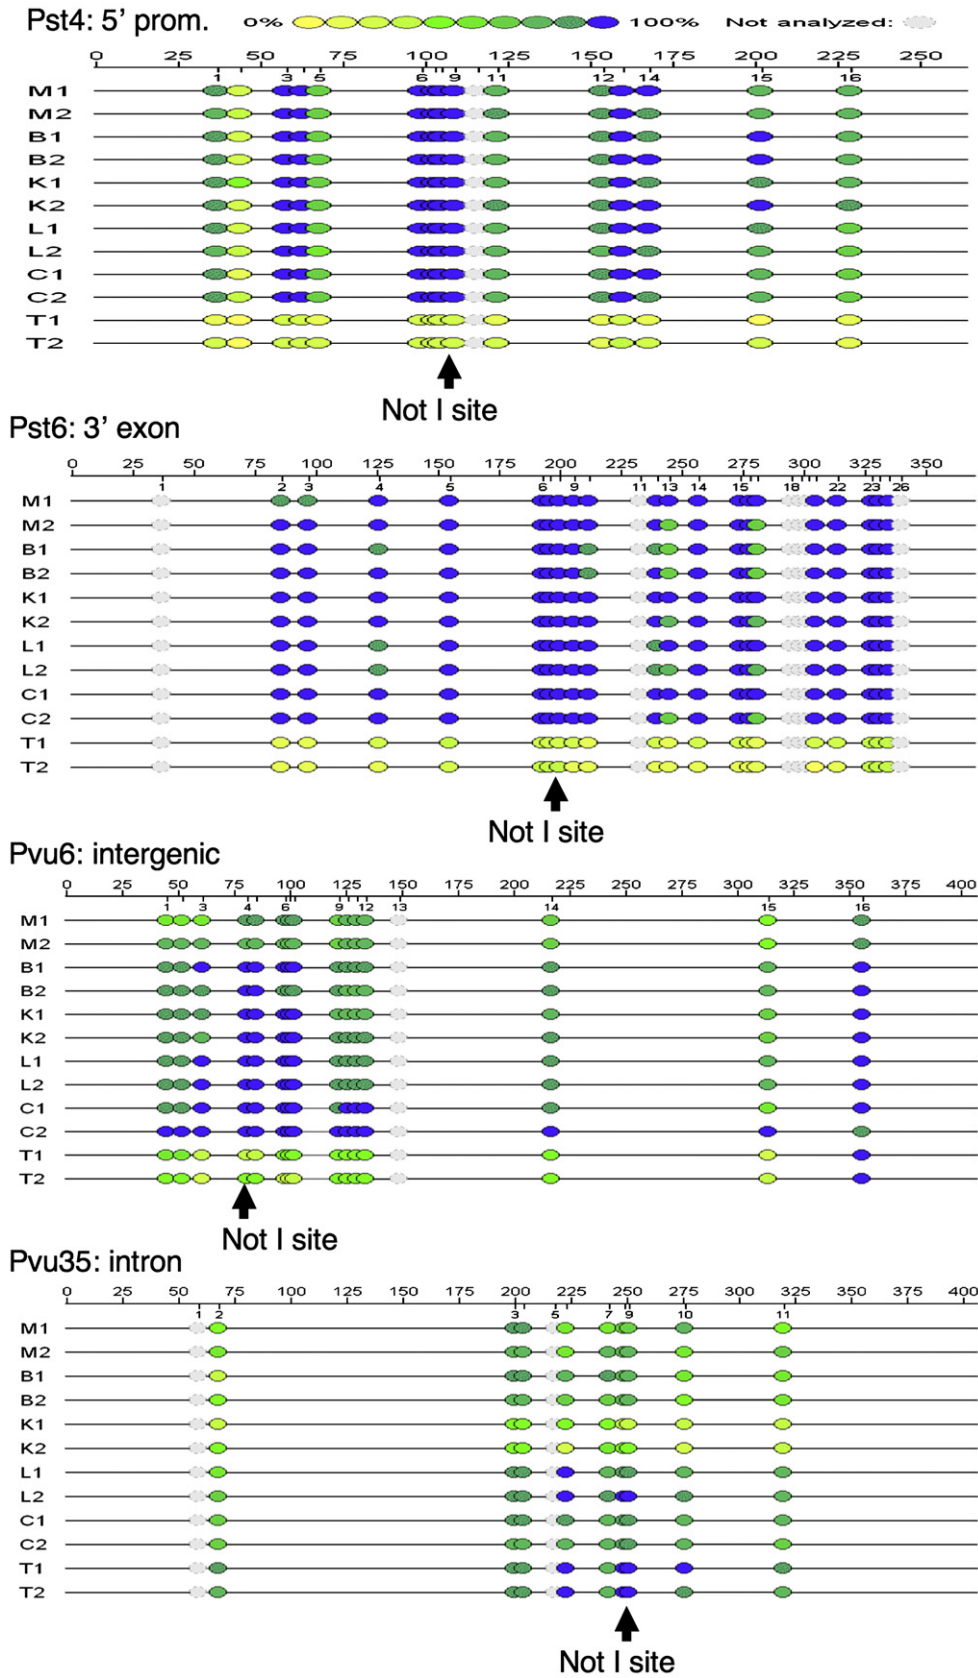 Pst4: 5’ prom. 0% 100% Not analyzed:
0 25 50 75 100 125 150 175 200 225 250
1 3 5 6 9 11 12 14 15 16
M1
M2
B1
B2
K1
K2
L1
L2
C1
C2
T1
T2
Not I site
Pst6: 3’ exon
0 25 50 75 100 125 150 175 200 225 250 275 300 325 350
1 2 3 4 5 6 9 11 13 14 15 18 22 23 26
M1
M2
B1
B2
K1
K2
L1
L2
C1
C2
T1
T2
Not I site
Pvu6: intergenic
0 25 50 75 100 125 150 175 200 225 250 275 300 325 350 375 400
1 3 4 6 9 12 13 14 15 16
M1
M2
B1
B2
K1
K2
L1
L2
C1
C2
T1
T2
Not I site
Pvu35: intron
0 25 50 75 100 125 150 175 200 225 250 275 300 325 350 375 400
1 2 3 5 7 9 10 11
M1
M2
B1
B2
K1
K2
L1
L2
C1
C2
T1
T2
Not I site